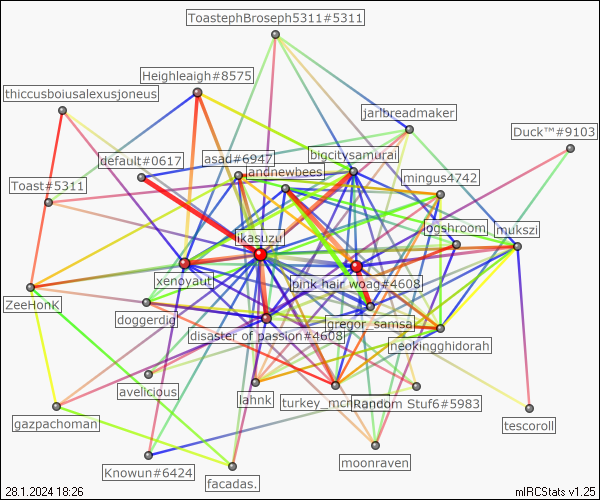 ToastephBroseph5311#5311
Heighleaigh#8575
thiccusboiusalexusjoneus
jarlbreadmaker
Duck™#9103
default#0617
asad#6947
bigcitysamurai
andnewbees
mingus4742
Toast#5311
ikasuzu
ogshroom
mukszi
xenoyaut
pink hair woag#4608
ZeethonK
doggerdig
gregor_samsa
disaster of passion#4608
neokingghidorah
avelicious
lahnk
Random Stuf6#5983
gazpachoman
tescoroll
Knowun#6424
moonraven
facadas.
28.1.2024 18:26
mIRCStats v1.25